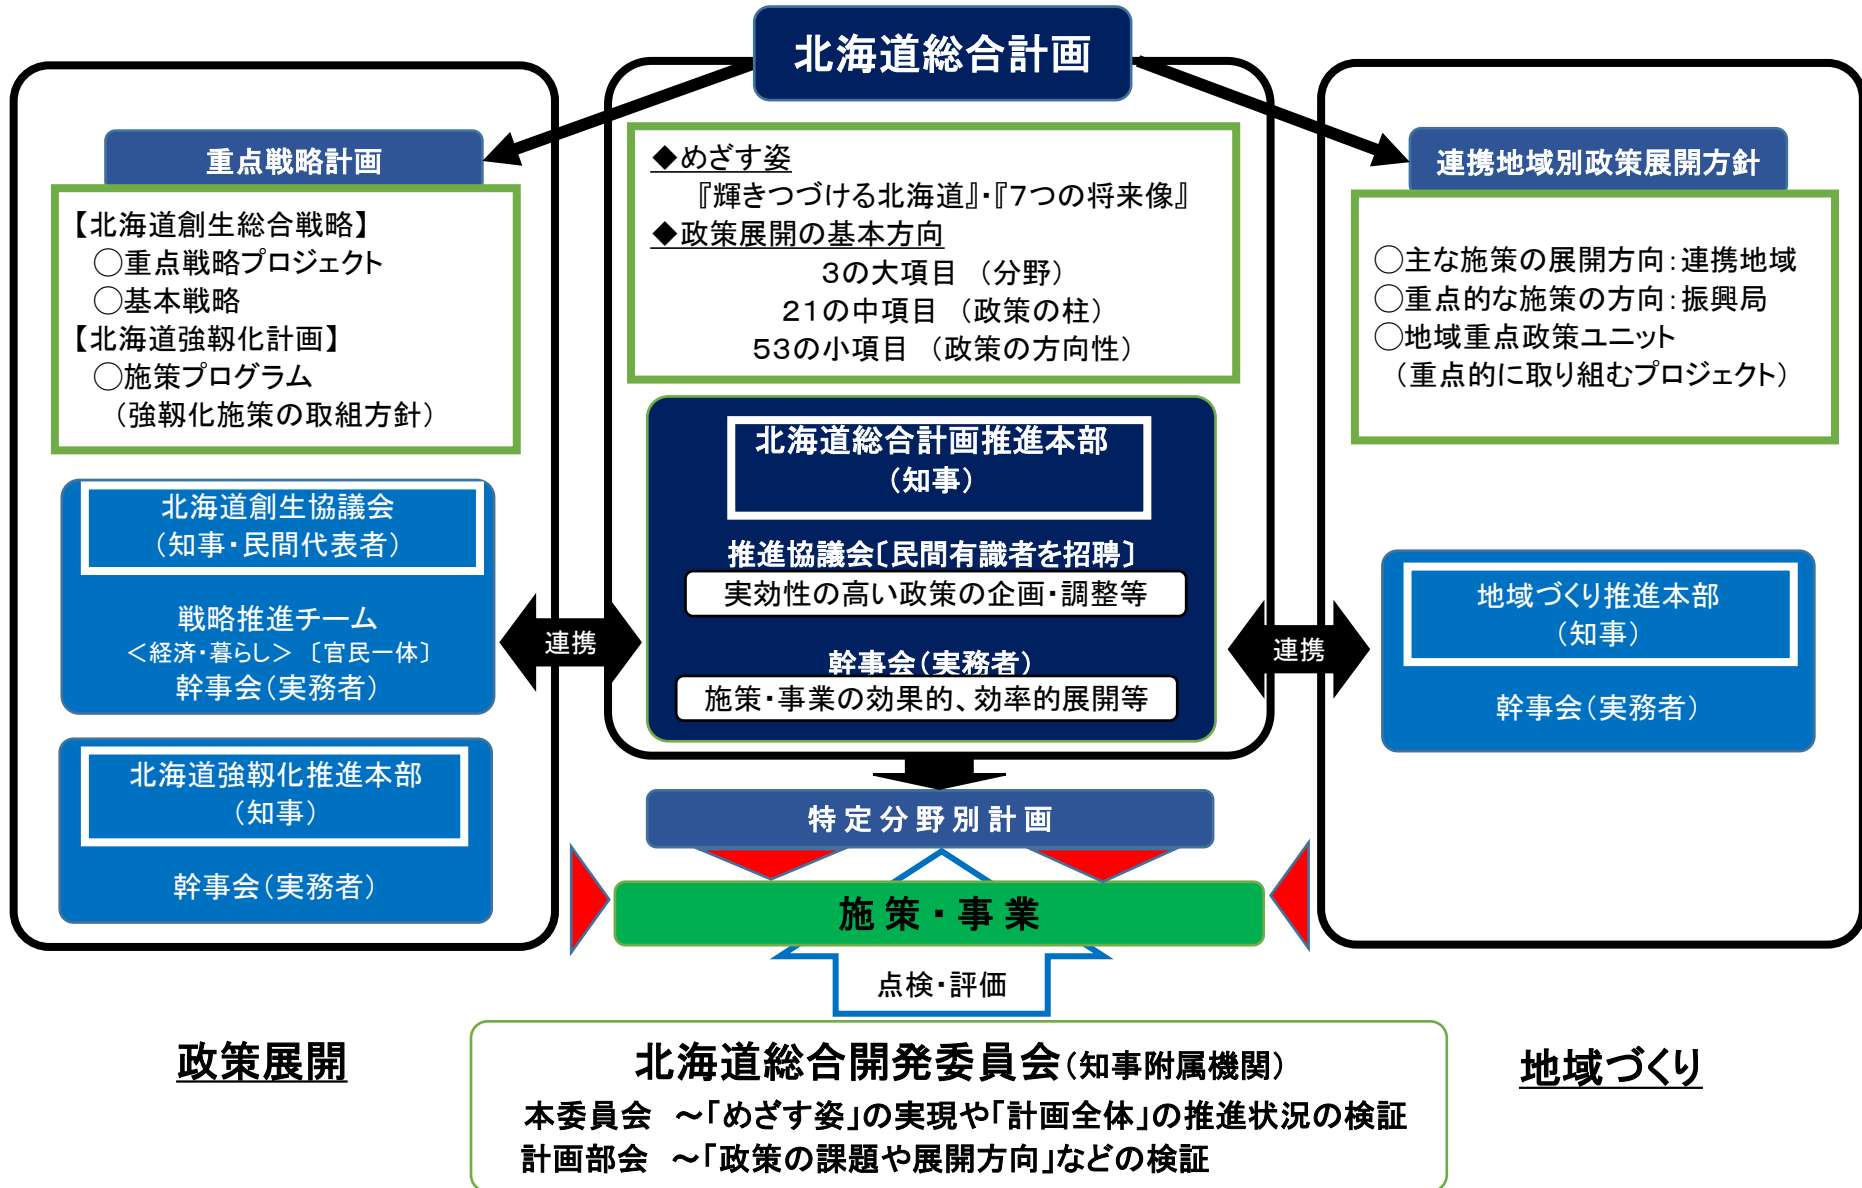 北海道総合計画
重点戦略計画
【北海道創生総合戦略】
○重点戦略プロジェクト
○基本戦略
【北海道強靱化計画】
○施策プログラム
（強靱化施策の取組方針）
北海道創生協議会
（知事・民間代表者）
戦略推進チーム
＜経済・暮らし＞〔官民一体〕
幹事会（実務者）
北海道強靱化推進本部
（知事）
幹事会（実務者）
連携
◆めざす姿
『輝きつづける北海道』・『7つの将来像』
◆政策展開の基本方向
3の大項目（分野）
21の中項目（政策の柱）
53の小項目（政策の方向性）
北海道総合計画推進本部
（知事）
推進協議会〔民間有識者を招聘〕
実効性の高い政策の企画・調整等
幹事会（実務者）
施策・事業の効果的、効率的展開等
連携
連携地域別政策展開方針
○主な施策の展開方向：連携地域
○重点的な施策の方向：振興局
○地域重点政策ユニット
（重点的に取り組むプロジェクト）
地域づくり推進本部
（知事）
幹事会（実務者）
特定分野別計画
施策・事業
点検・評価
政策展開
北海道総合開発委員会（知事附属機関）
本委員会 ～「めざす姿」の実現や「計画全体」の推進状況の検証
計画部会 ～「政策の課題や展開方向」などの検証
地域づくり